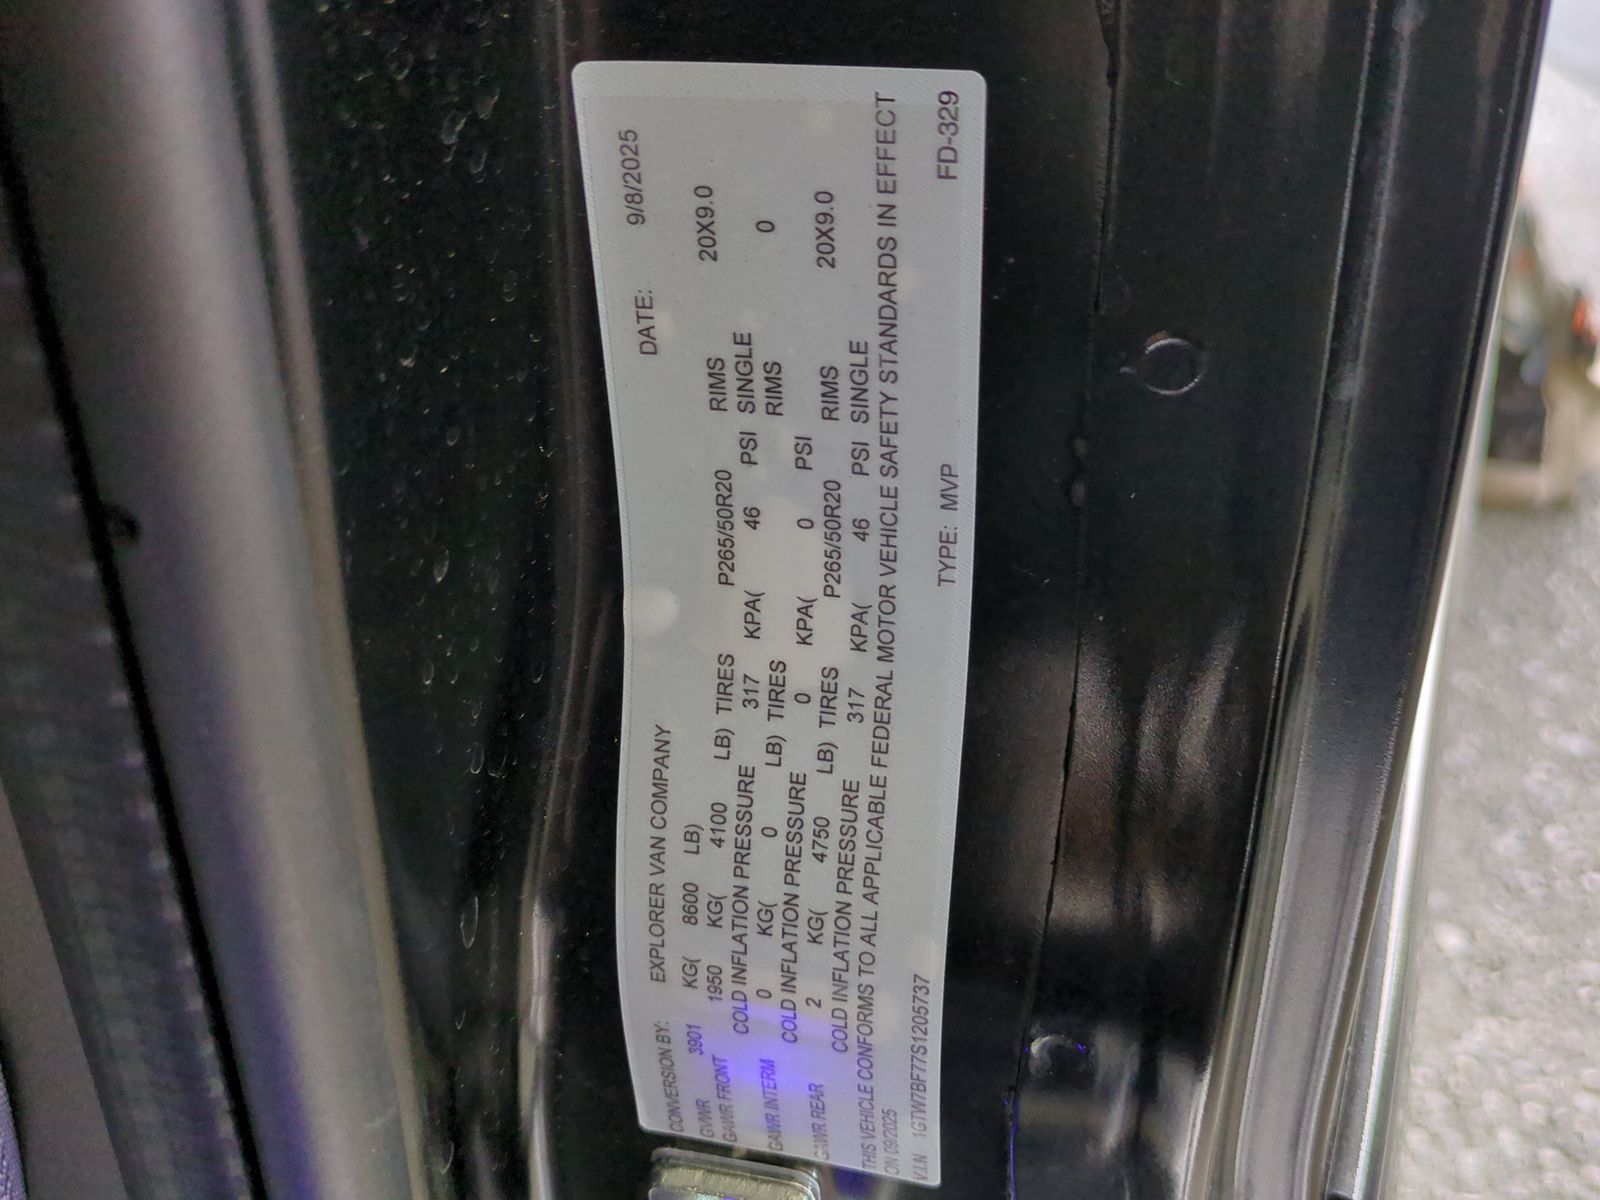 CONVERSION BY: EXPLORER VAN COMPANY DATE: 9/8/2025
GVWR 3901 KG( 8600 LB)
GAWR FRONT 1950 KG( 4100 LB) TIRES P265/50R20 RIMS 20X9.0
COLD INFLATION PRESSURE 317 KPA( 46 PSI SINGLE
GAWR INTERM 0 KG( 0 LB) TIRES RIMS 0
COLD INFLATION PRESSURE 0 KPA( 0 PSI
GAWR REAR 2 KG( 4750 LB) TIRES P265/50R20 RIMS 20X9.0
COLD INFLATION PRESSURE 317 KPA( 46 PSI SINGLE
THIS VEHICLE CONFORMS TO ALL APPLICABLE FEDERAL MOTOR VEHICLE SAFETY STANDARDS IN EFFECT
ON 09/2025
V.I.N 1GTW7BF77S1205737 TYPE: MVP FD-329